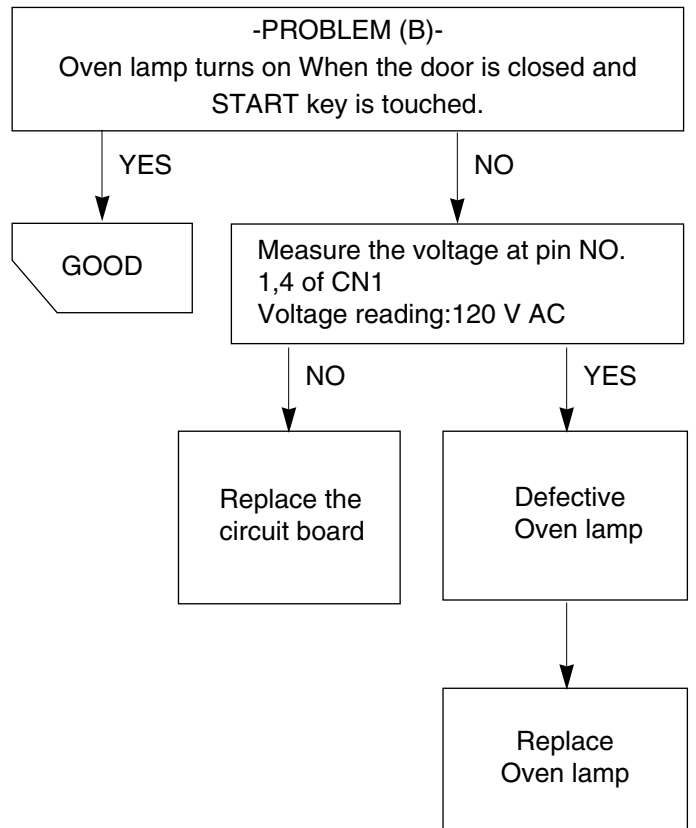 -PROBLEM (B)-
Oven lamp turns on When the door is closed and
START key is touched.
YES
NO
GOOD
Measure the voltage at pin NO.
1,4 of CN1
Voltage reading:120 V AC
NO
YES
Replace the
circuit board
Defective
Oven lamp
Replace
Oven lamp